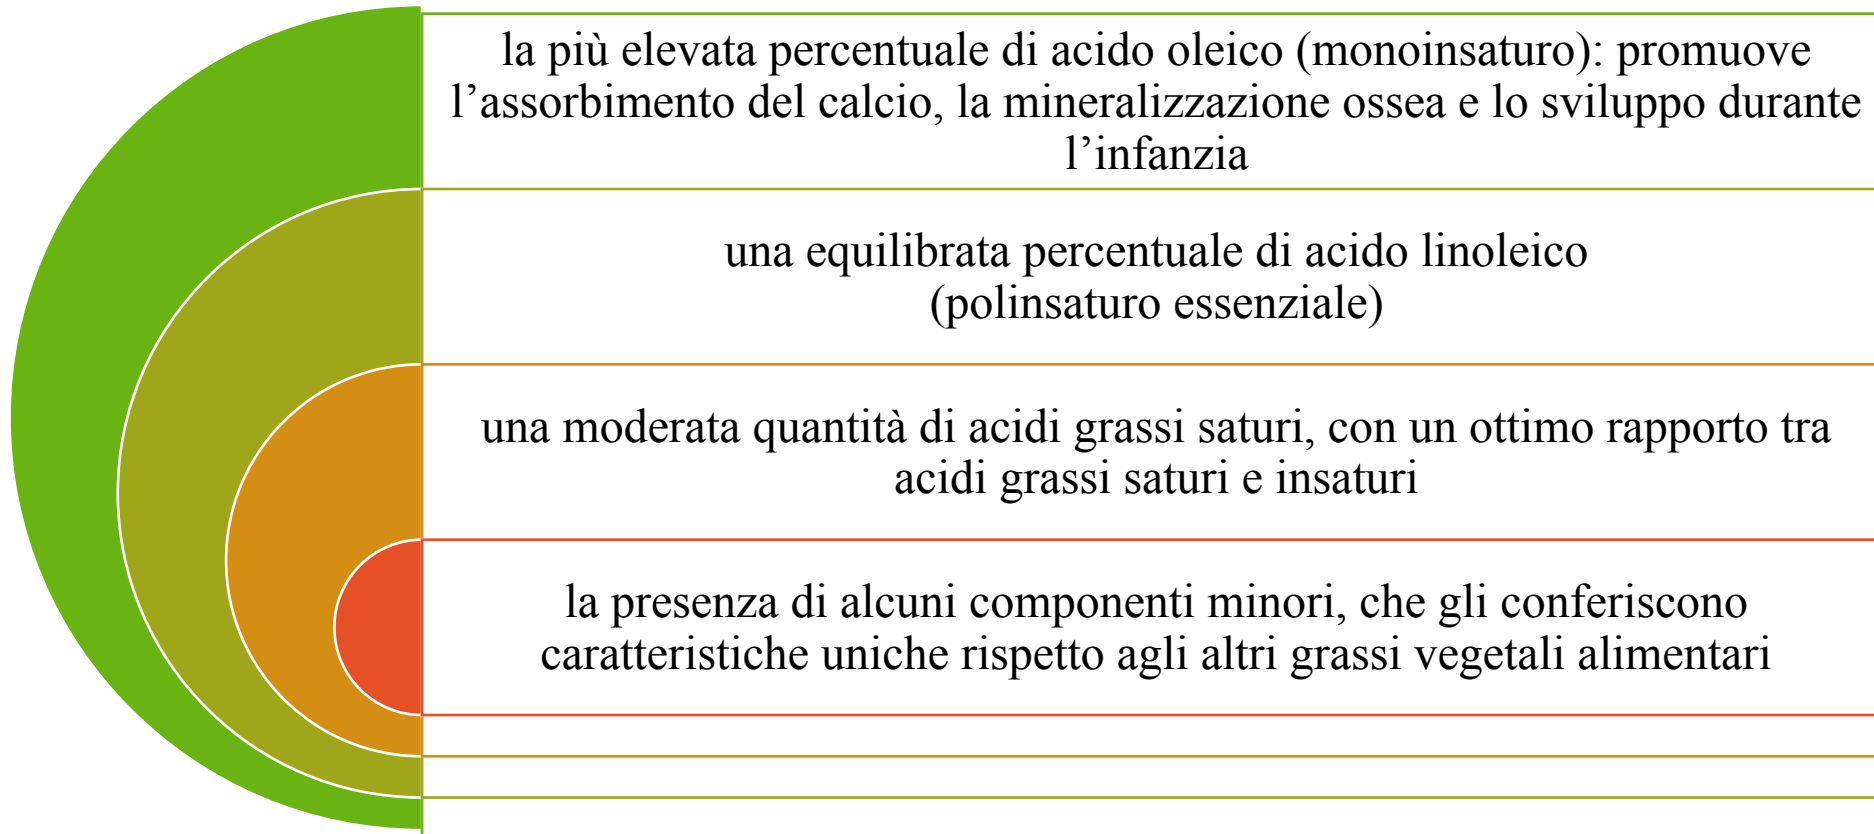 la più elevata percentuale di acido oleico (monoinsaturo): promuove
l’assorbimento del calcio, la mineralizzazione ossea e lo sviluppo durante
l’infanzia
una equilibrata percentuale di acido linoleico
(polinsaturo essenziale)
una moderata quantità di acidi grassi saturi, con un ottimo rapporto tra
acidi grassi saturi e insaturi
la presenza di alcuni componenti minori, che gli conferiscono
caratteristiche uniche rispetto agli altri grassi vegetali alimentari